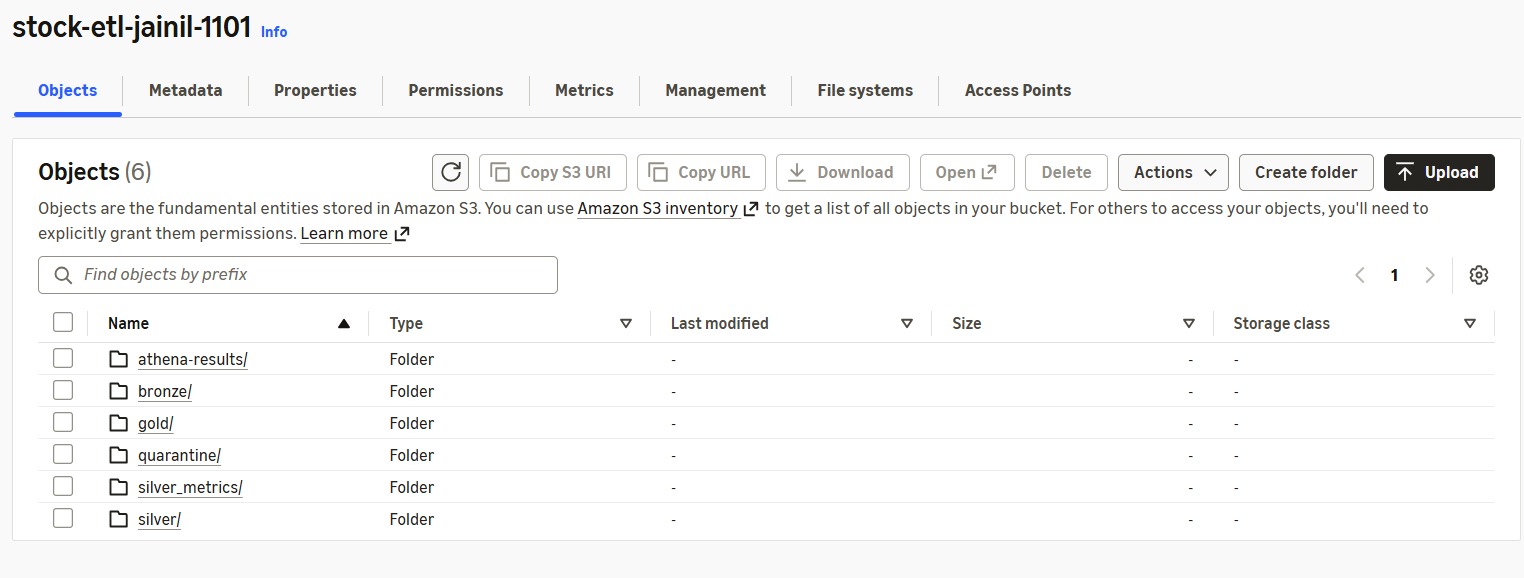 stock-etl-jainil-1101 Info
Objects Metadata Properties Permissions Metrics Management File systems Access Points
Objects (6) Copy S3 URI Copy URL Download Open Delete Actions Create folder Upload
Objects are the fundamental entities stored in Amazon S3. You can use Amazon S3 inventory to get a list of all objects in your bucket. For others to access your objects, you'll need to
explicitly grant them permissions. Learn more
Find objects by prefix 1
Name Type Last modified Size Storage class
athena-results/ Folder - - -
bronze/ Folder - - -
gold/ Folder - - -
quarantine/ Folder - - -
silver_metrics/ Folder - - -
silver/ Folder - - -